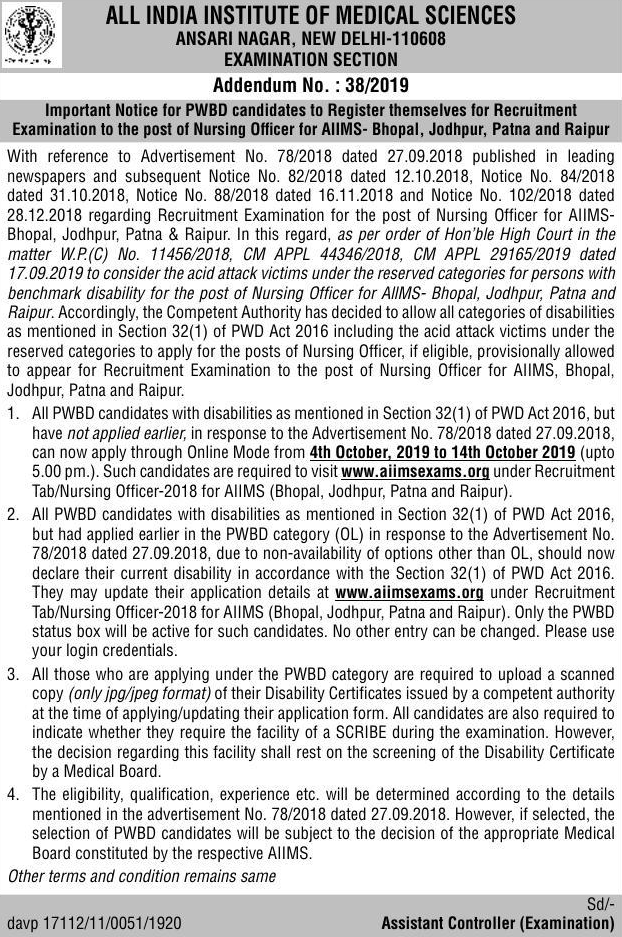 ALL INDIA INSTITUTE OF MEDICAL SCIENCES
ANSARI NAGAR, NEW DELHI-110608
EXAMINATION SECTION
Addendum No. : 38/2019
Important Notice for PWBD candidates to Register themselves for Recruitment
Examination to the post of Nursing Officer for AIIMS- Bhopal, Jodhpur, Patna and Raipur
With reference to Advertisement No. 78/2018 dated 27.09.2018 published in leading
newspapers and subsequent Notice No. 82/2018 dated 12.10.2018, Notice No. 84/2018
dated 31.10.2018, Notice No. 88/2018 dated 16.11.2018 and Notice No. 102/2018 dated
28.12.2018 regarding Recruitment Examination for the post of Nursing Officer for AIIMS-
Bhopal, Jodhpur, Patna & Raipur. In this regard, as per order of Hon'ble High Court in the
matter W.P.(C) No. 11456/2018, CM APPL 44346/2018, CM APPL 29165/2019 dated
17.09.2019 to consider the acid attack victims under the reserved categories for persons with
benchmark disability for the post of Nursing Officer for AIIMS- Bhopal, Jodhpur, Patna and
Raipur. Accordingly, the Competent Authority has decided to allow all categories of disabilities
as mentioned in Section 32(1) of PWD Act 2016 including the acid attack victims under the
reserved categories to apply for the posts of Nursing Officer, if eligible, provisionally allowed
to appear for Recruitment Examination to the post of Nursing Officer for AIIMS, Bhopal,
Jodhpur, Patna and Raipur.
1. All PWBD candidates with disabilities as mentioned in Section 32(1) of PWD Act 2016, but
have not applied earlier, in response to the Advertisement No. 78/2018 dated 27.09.2018,
can now apply through Online Mode from 4th October, 2019 to 14th October 2019 (upto
5.00 pm.). Such candidates are required to visit www.aiimsexams.org under Recruitment
Tab/Nursing Officer-2018 for AIIMS (Bhopal, Jodhpur, Patna and Raipur).
2. All PWBD candidates with disabilities as mentioned in Section 32(1) of PWD Act 2016,
but had applied earlier in the PWBD category (OL) in response to the Advertisement No.
78/2018 dated 27.09.2018, due to non-availability of options other than OL, should now
declare their current disability in accordance with the Section 32(1) of PWD Act 2016.
They may update their application details at www.aiimsexams.org under Recruitment
Tab/Nursing Officer-2018 for AIIMS (Bhopal, Jodhpur, Patna and Raipur). Only the PWBD
status box will be active for such candidates. No other entry can be changed. Please use
your login credentials.
3. All those who are applying under the PWBD category are required to upload a scanned
copy (only jpg/jpeg format) of their Disability Certificates issued by a competent authority
at the time of applying/updating their application form. All candidates are also required to
indicate whether they require the facility of a SCRIBE during the examination. However,
the decision regarding this facility shall rest on the screening of the Disability Certificate
by a Medical Board.
4. The eligibility, qualification, experience etc. will be determined according to the details
mentioned in the advertisement No. 78/2018 dated 27.09.2018. However, if selected, the
selection of PWBD candidates will be subject to the decision of the appropriate Medical
Board constituted by the respective AIIMS.
Other terms and condition remains same
Sd/-
davp 17112/11/0051/1920 Assistant Controller (Examination)